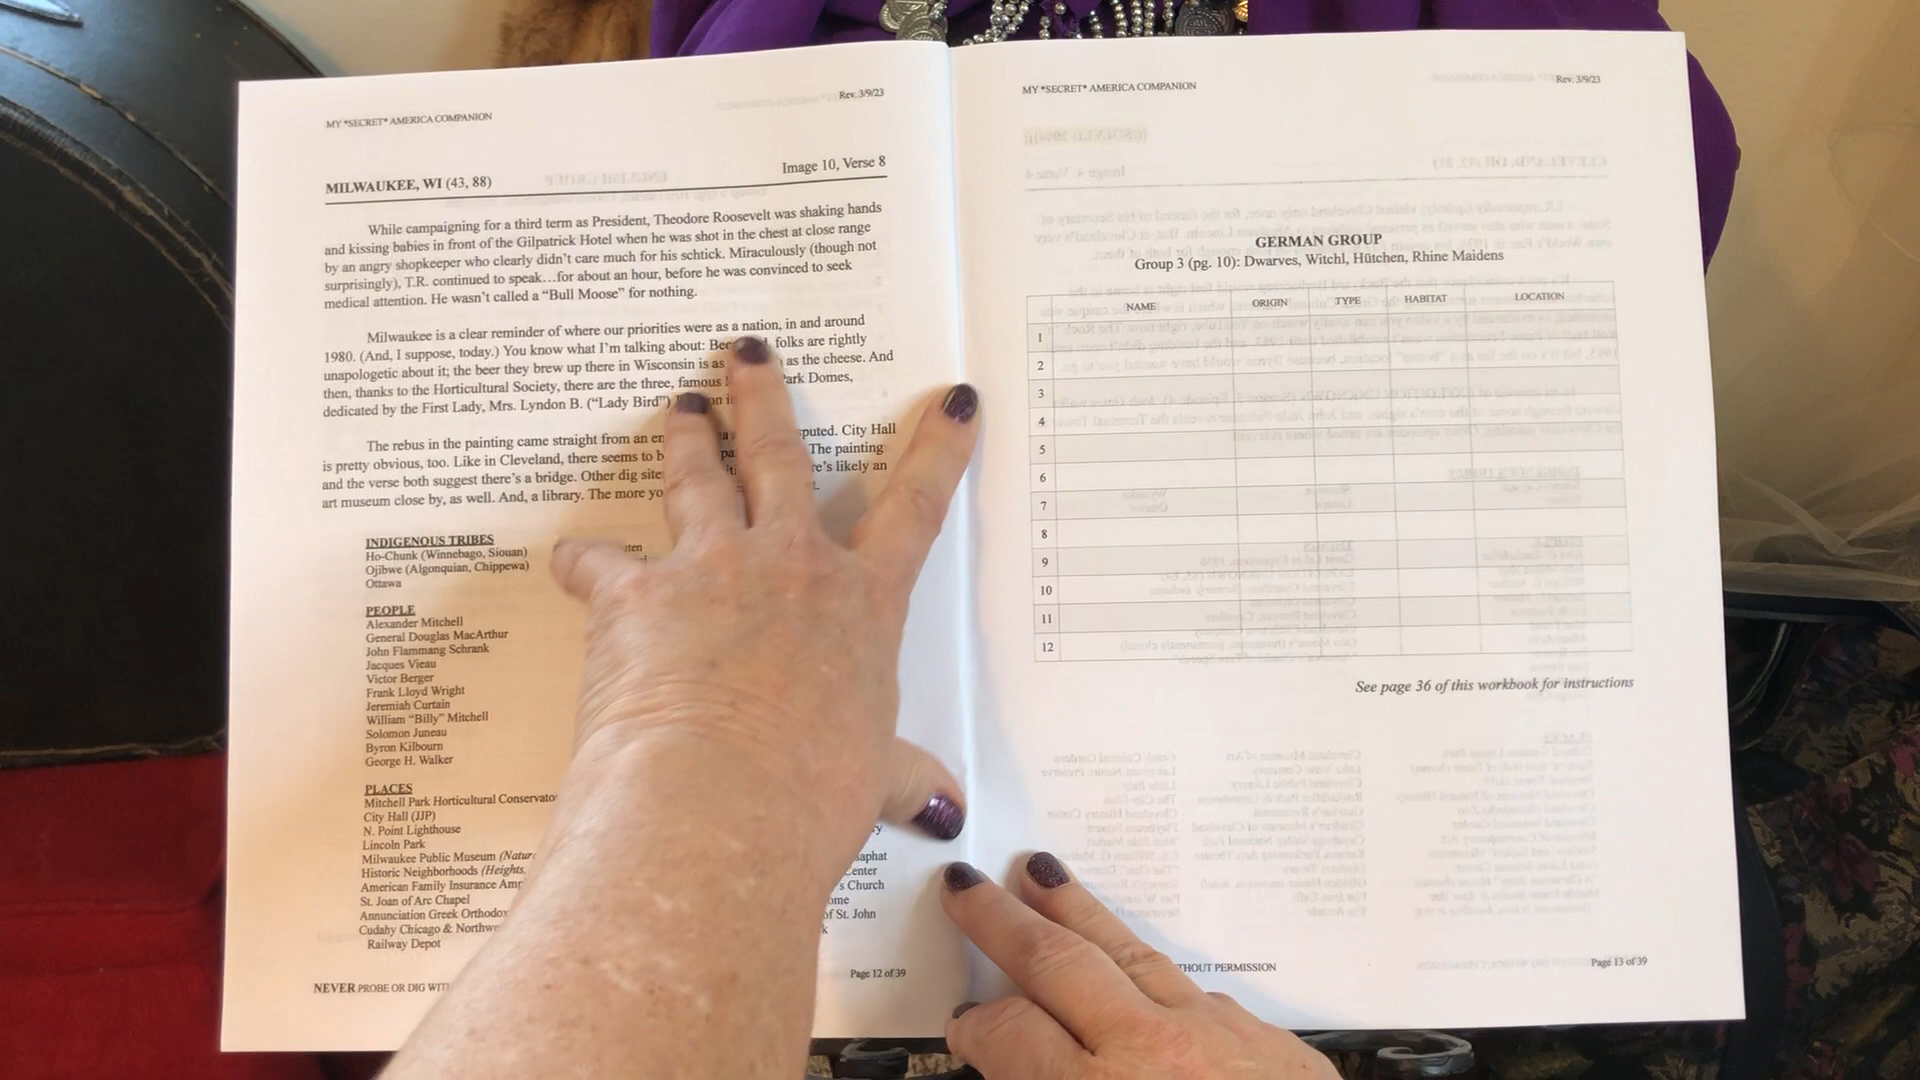 MY *SECRET* AMERICA COMPANION
Rev. 3/9/23
MILWAUKEE, WI (43, 88)
Image 10, Verse 8
While campaigning for a third term as President, Theodore Roosevelt was shaking hands
and kissing babies in front of the Gilpatrick Hotel when he was shot in the chest at close range
by an angry shopkeeper who clearly didn't care much for his schtick. Miraculously (though not
surprisingly), T.R. continued to speak…for about an hour, before he was convinced to seek
medical attention. He wasn't called a “Bull Moose” for nothing.
Milwaukee is a clear reminder of where our priorities were as a nation, in and around
1980. (And, I suppose, today.) You know what I'm talking about: folks are rightly
unapologetic about it; the beer they brew up there in Wisconsin is as as the cheese. And
then, thanks to the Horticultural Society, there are the three, famous Park Domes,
dedicated by the First Lady, Mrs. Lyndon B. (“Lady Bird”)
The rebus in the painting came straight from an City Hall
is pretty obvious, too. Like in Cleveland, there seems to The painting
and the verse both suggest there's a bridge. Other dig likely an
art museum close by, as well. And, a library. The more
INDIGENOUS TRIBES
Ho-Chunk (Winnebago, Siouan)
Ojibwe (Algonquian, Chippewa)
Ottawa
PEOPLE
Alexander Mitchell
General Douglas MacArthur
John Flammang Schrank
Jacques Vieau
Victor Berger
Frank Lloyd Wright
Jeremiah Curtain
William “Billy” Mitchell
Solomon Juneau
Byron Kilbourn
George H. Walker
PLACES
Mitchell Park Horticultural
City Hall (JJP)
N. Point Lighthouse
Lincoln Park
Milwaukee Public Museum
Historic Neighborhoods (Heights,
American Family Insurance
St. Joan of Arc Chapel
Annunciation Greek
Cudahy Chicago &
Railway Depot
Church
of St. John
NEVER PROBE OR DIG
Page 12 of 39
MY *SECRET* AMERICA COMPANION
Rev. 3/9/23
GERMAN GROUP
Group 3 (pg. 10): Dwarves, Witchl, Hütchen, Rhine Maidens
NAME ORIGIN TYPE HABITAT LOCATION
1
2
3
4
5
6
7
8
9
10
11
12
See page 36 of this workbook for instructions
PERMISSION
Page 13 of 39